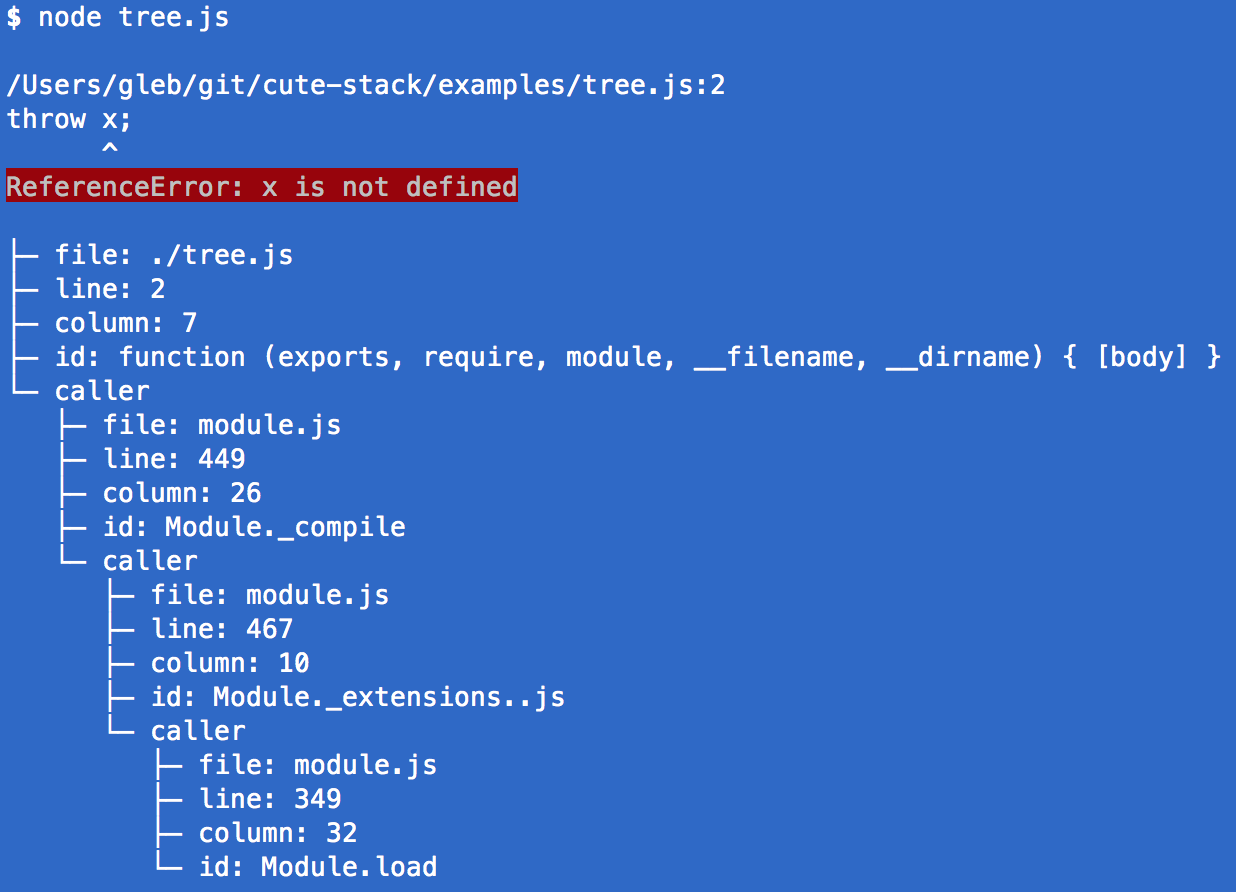 $ node tree.js
/Users/gleb/git/cute-stack/examples/tree.js:2
throw x;
      ^
ReferenceError: x is not defined
├─ file: ./tree.js
├─ line: 2
├─ column: 7
├─ id: function (exports, require, module, __filename, __dirname) { [body] }
└─ caller
   ├─ file: module.js
   ├─ line: 449
   ├─ column: 26
   ├─ id: Module._compile
   └─ caller
      ├─ file: module.js
      ├─ line: 467
      ├─ column: 10
      ├─ id: Module._extensions..js
      └─ caller
         ├─ file: module.js
         ├─ line: 349
         ├─ column: 32
         └─ id: Module.load